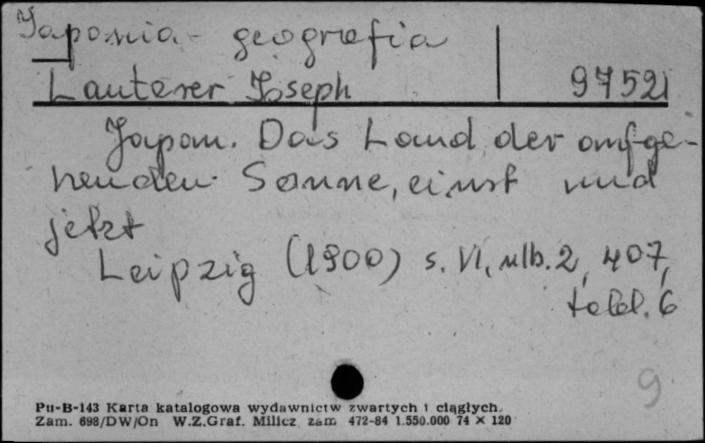 Japonia - geografia
Lauterer Joseph 97521
Japan. Das Land der aufge-
henden Sonne, einst und
jetzt
Leipzig (1900) s. VI, nlb. 2, 407,
tabl. 6
9
Pu-B-143 Karta katalogowa wydawnictw zwartych i ciągłych.
Zam. 698/DW/On W.Z.Graf. Milicz zam 472-84 1.550.000 74 × 120